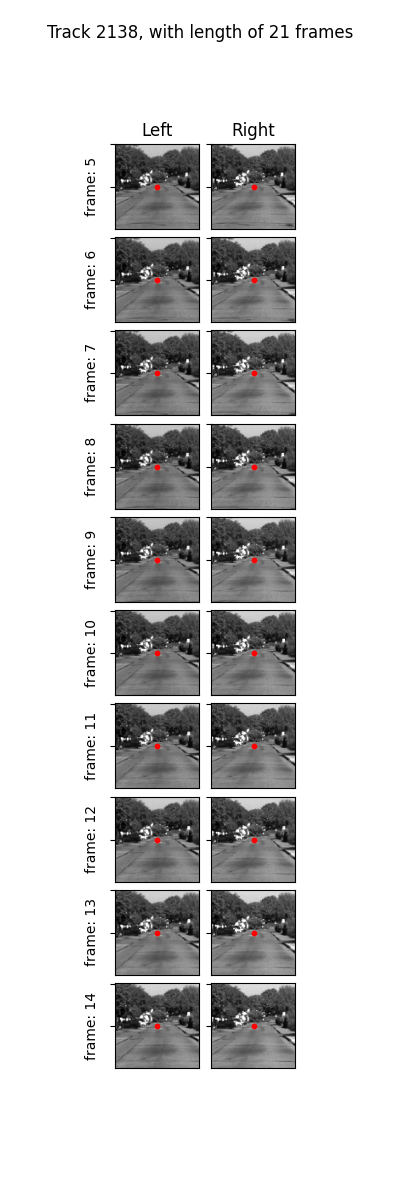 Track 2138, with length of 21 frames
Left Right
frame: 5
frame: 6
frame: 7
frame: 8
frame: 9
frame: 10
frame: 11
frame: 12
frame: 13
frame: 14